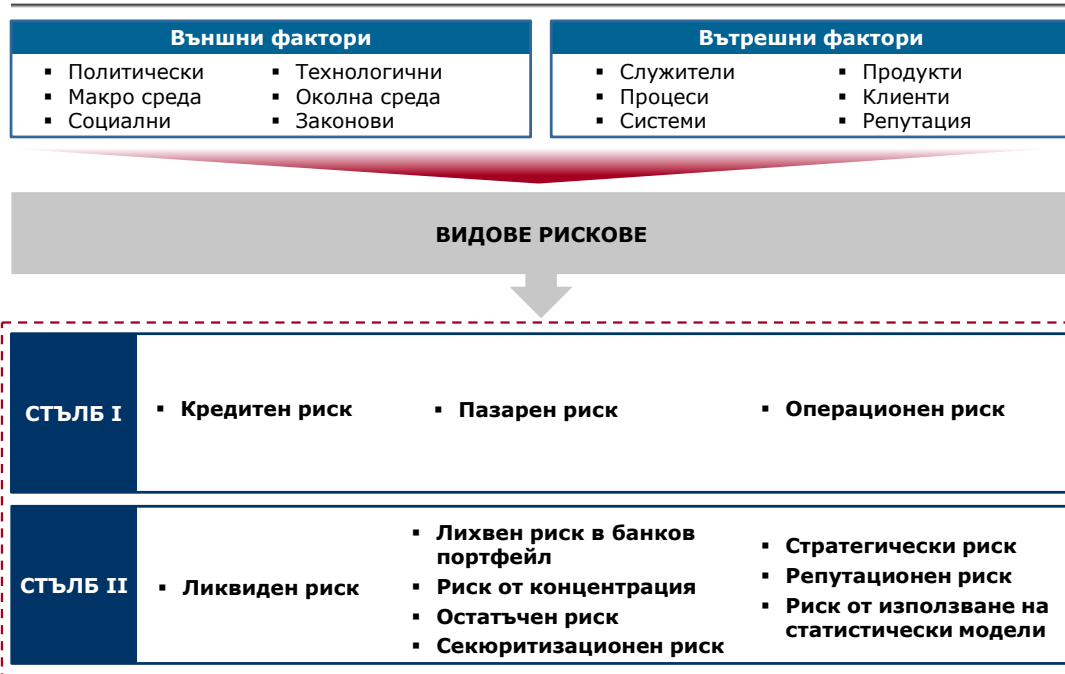 Външни фактори
▪ Политически
▪ Макро среда
▪ Социални
▪ Технологични
▪ Околна среда
▪ Законови
Вътрешни фактори
▪ Служители
▪ Процеси
▪ Системи
▪ Продукти
▪ Клиенти
▪ Репутация
ВИДОВЕ РИСКОВЕ
СТЪЛБ I
▪ Кредитен риск
▪ Пазарен риск
▪ Операционен риск
СТЪЛБ II
▪ Ликвиден риск
▪ Лихвен риск в банков
портфейл
▪ Риск от концентрация
▪ Остатъчен риск
▪ Секюритизационен риск
▪ Стратегически риск
▪ Репутационен риск
▪ Риск от използване на
статистически модели